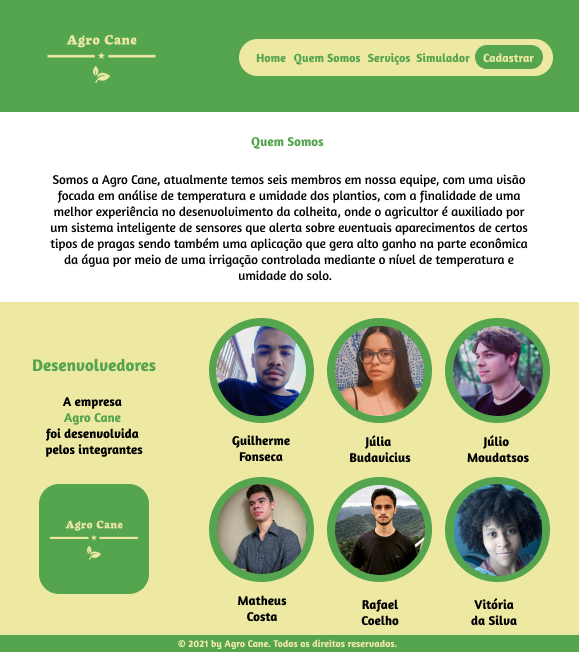 Agro Cane
Home Quem Somos Serviços Simulador Cadastrar
Quem Somos
Somos a Agro Cane, atualmente temos seis membros em nossa equipe, com uma visão
focada em análise de temperatura e umidade dos plantios, com a finalidade de uma
melhor experiência no desenvolvimento da colheita, onde o agricultor é auxiliado por
um sistema inteligente de sensores que alerta sobre eventuais aparecimentos de certos
tipos de pragas sendo também uma aplicação que gera alto ganho na parte econômica
da água por meio de uma irrigação controlada mediante o nível de temperatura e
umidade do solo.
Desenvolvedores
A empresa
Agro Cane
foi desenvolvida
pelos integrantes
Agro Cane
Guilherme
Fonseca
Júlia
Budavicius
Júlio
Moudatsos
Matheus
Costa
Rafael
Coelho
Vitória
da Silva
© 2021 by Agro Cane. Todos os direitos reservados.